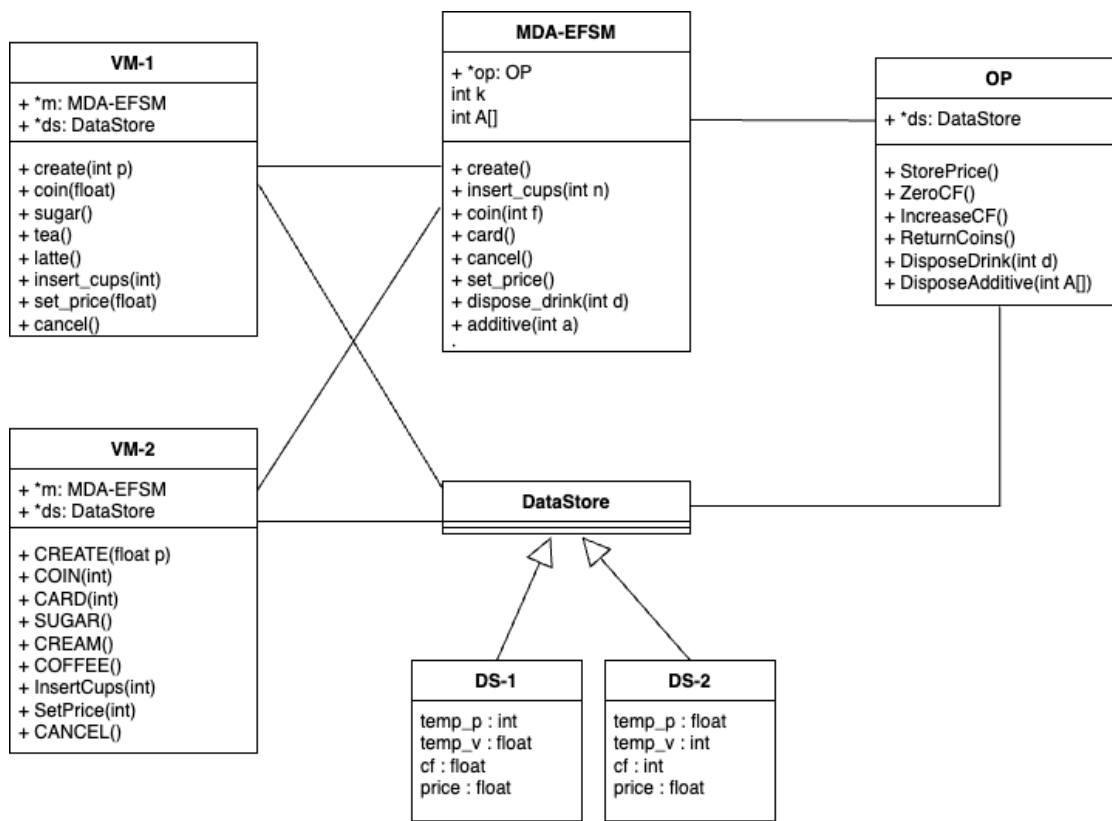 VM-1
+ *m: MDA-EFSM
+ *ds: DataStore
+ create(int p)
+ coin(float)
+ sugar()
+ tea()
+ latte()
+ insert_cups(int)
+ set_price(float)
+ cancel()
MDA-EFSM
+ *op: OP
int k
int A[]
+ create()
+ insert_cups(int n)
+ coin(int f)
+ card()
+ cancel()
+ set_price()
+ dispose_drink(int d)
+ additive(int a)
.
OP
+ *ds: DataStore
+ StorePrice()
+ ZeroCF()
+ IncreaseCF()
+ ReturnCoins()
+ DisposeDrink(int d)
+ DisposeAdditive(int A[])
VM-2
+ *m: MDA-EFSM
+ *ds: DataStore
+ CREATE(float p)
+ COIN(int)
+ CARD(int)
+ SUGAR()
+ CREAM()
+ COFFEE()
+ InsertCups(int)
+ SetPrice(int)
+ CANCEL()
DataStore
DS-1
temp_p : int
temp_v : float
cf : float
price : float
DS-2
temp_p : float
temp_v : int
cf : int
price : float